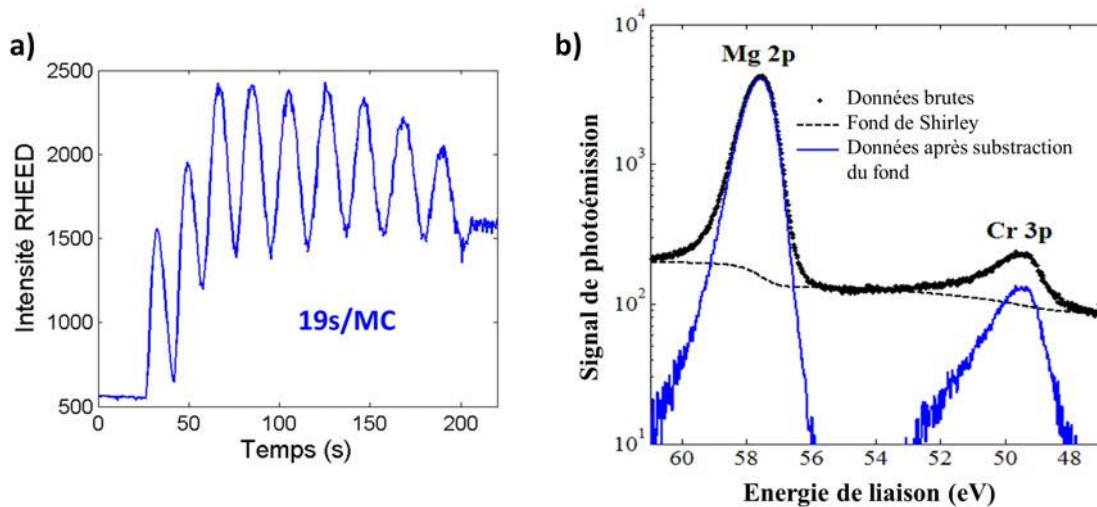 a)
Intensité RHEED
2500
2000
1500
1000
500
0
50
100
150
200
Temps (s)
19s/MC
b)
Signal de photoémission
10^4
10^3
10^2
10^1
60
58
56
54
52
50
48
Energie de liaison (eV)
Mg 2p
Données brutes
Fond de Shirley
Données après substraction
du fond
Cr 3p